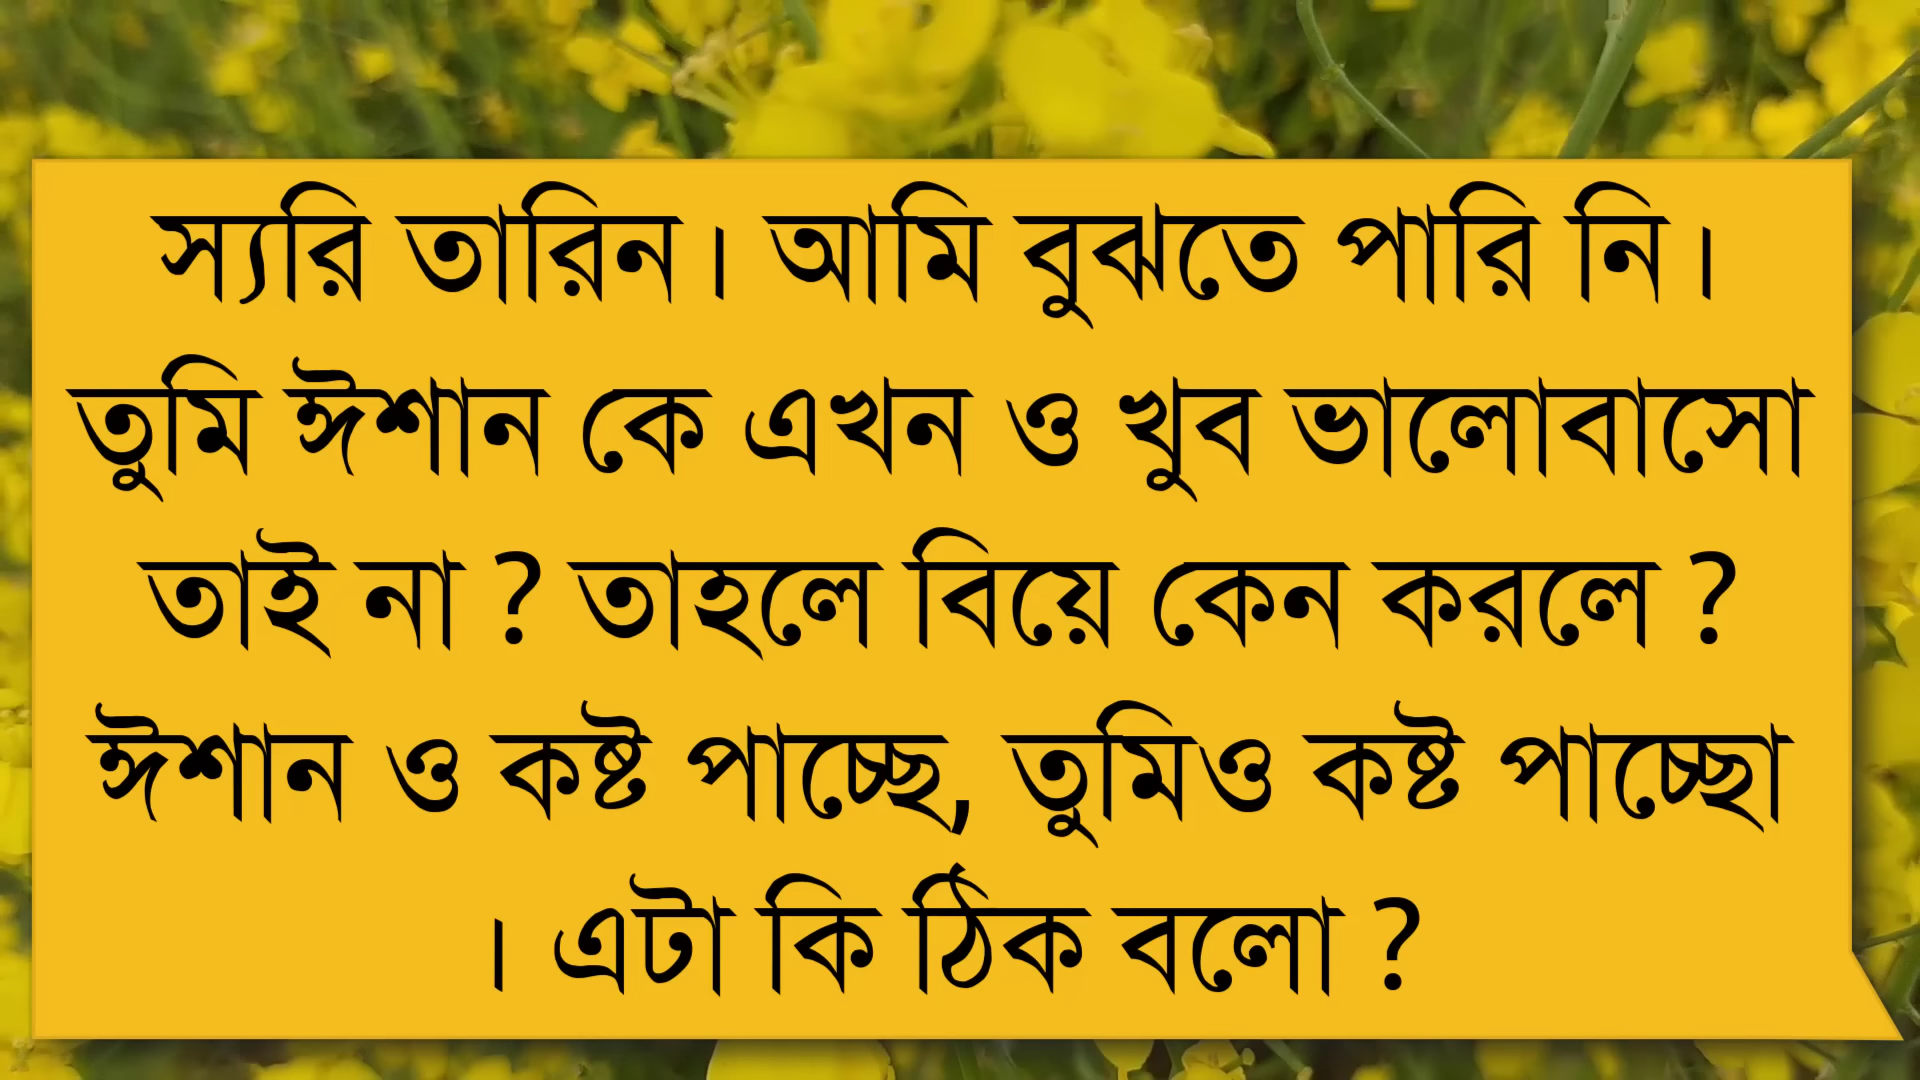 স্যরি তারিন। আমি বুঝতে পারি নি।
তুমি ঈশান কে এখন ও খুব ভালোবাসো
তাই না ? তাহলে বিয়ে কেন করলে ?
ঈশান ও কষ্ট পাচ্ছে, তুমিও কষ্ট পাচ্ছো
। এটা কি ঠিক বলো ?